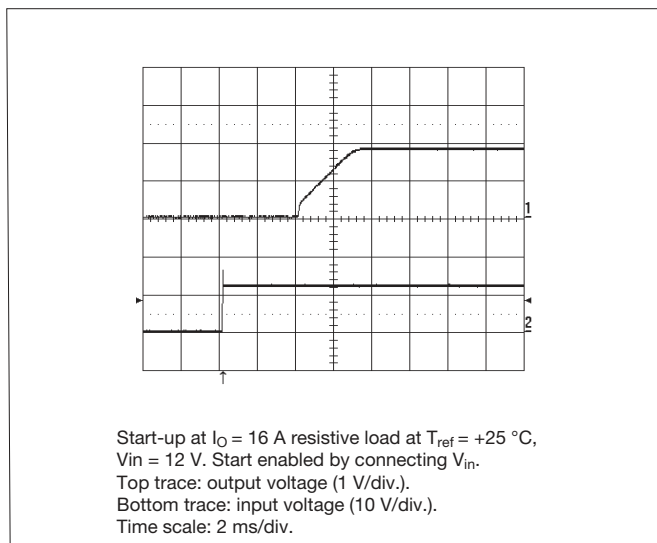 1
2
↑
Start-up at I_O = 16 A resistive load at T_ref = +25 °C,
Vin = 12 V. Start enabled by connecting V_in.
Top trace: output voltage (1 V/div.).
Bottom trace: input voltage (10 V/div.).
Time scale: 2 ms/div.